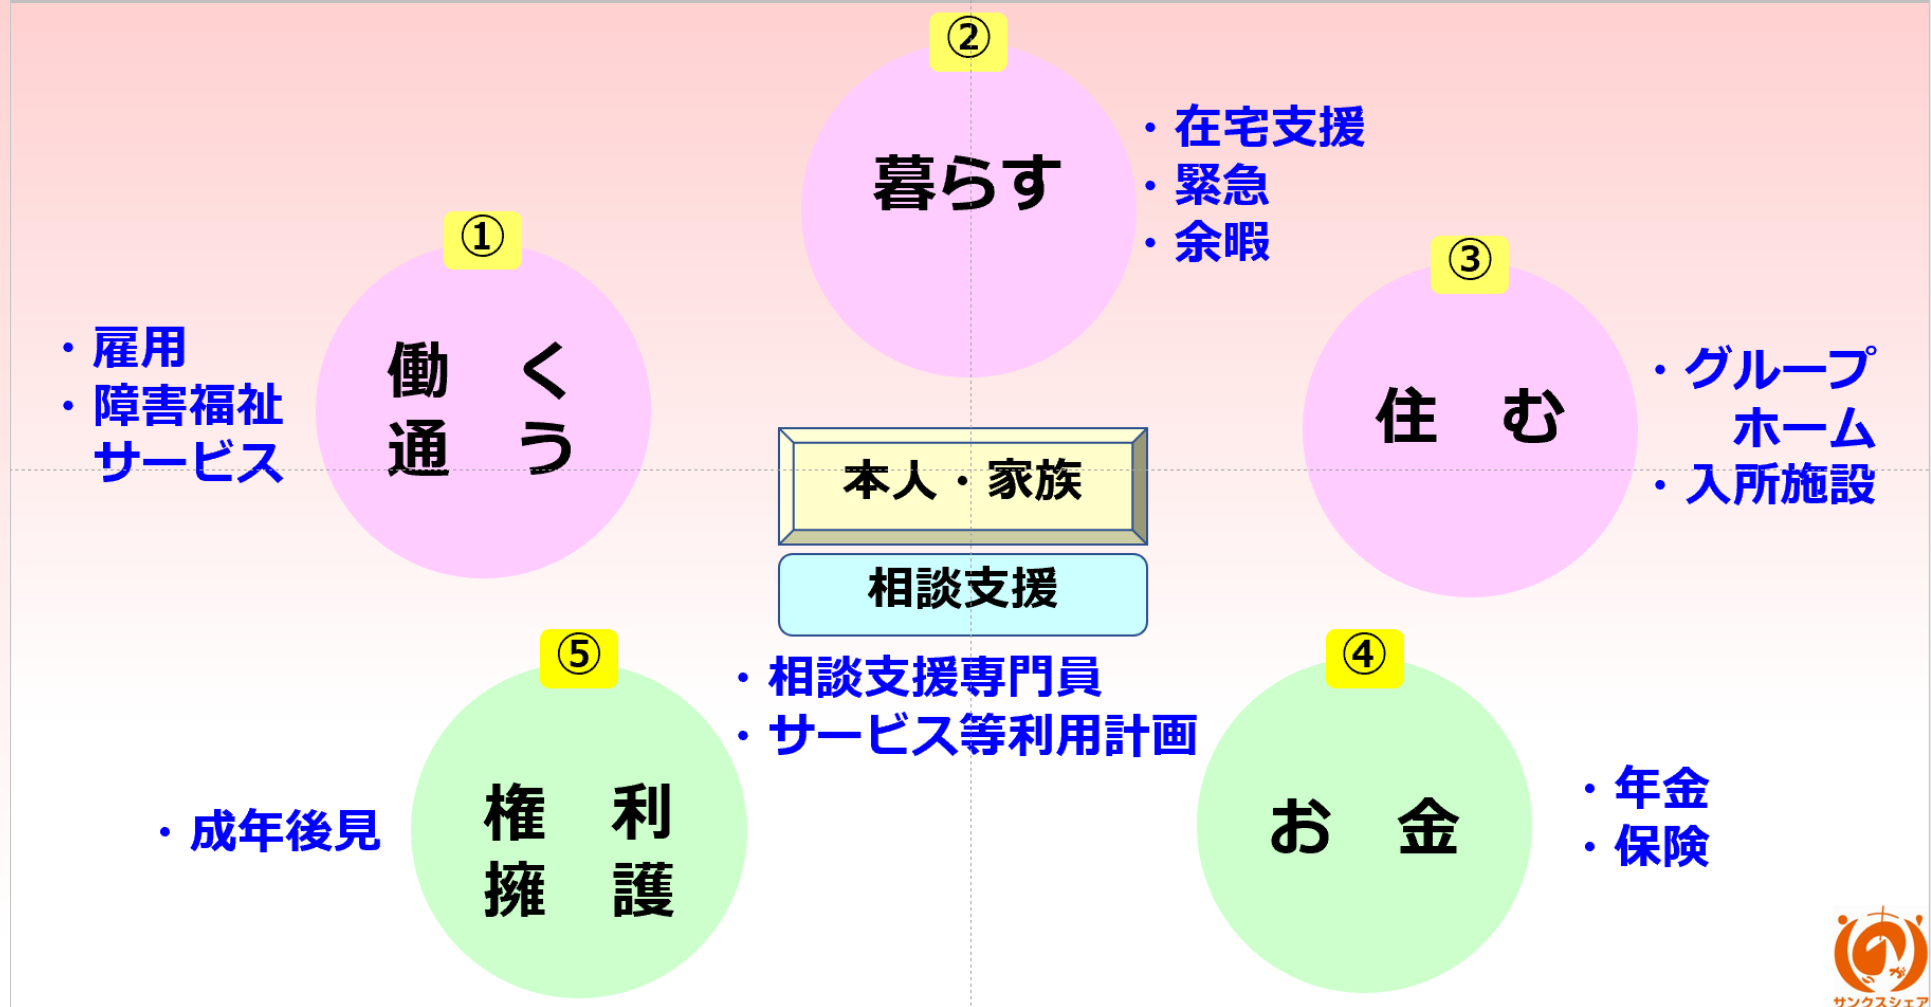 ②
暮らす
・在宅支援
・緊急
・余暇
①
働　く
通　う
・雇用
・障害福祉
サービス
③
住　む
・グループ
ホーム
・入所施設
本人・家族
相談支援
・相談支援専門員
・サービス等利用計画
⑤
権　利
擁　護
・成年後見
④
お　金
・年金
・保険
サンクスシェア